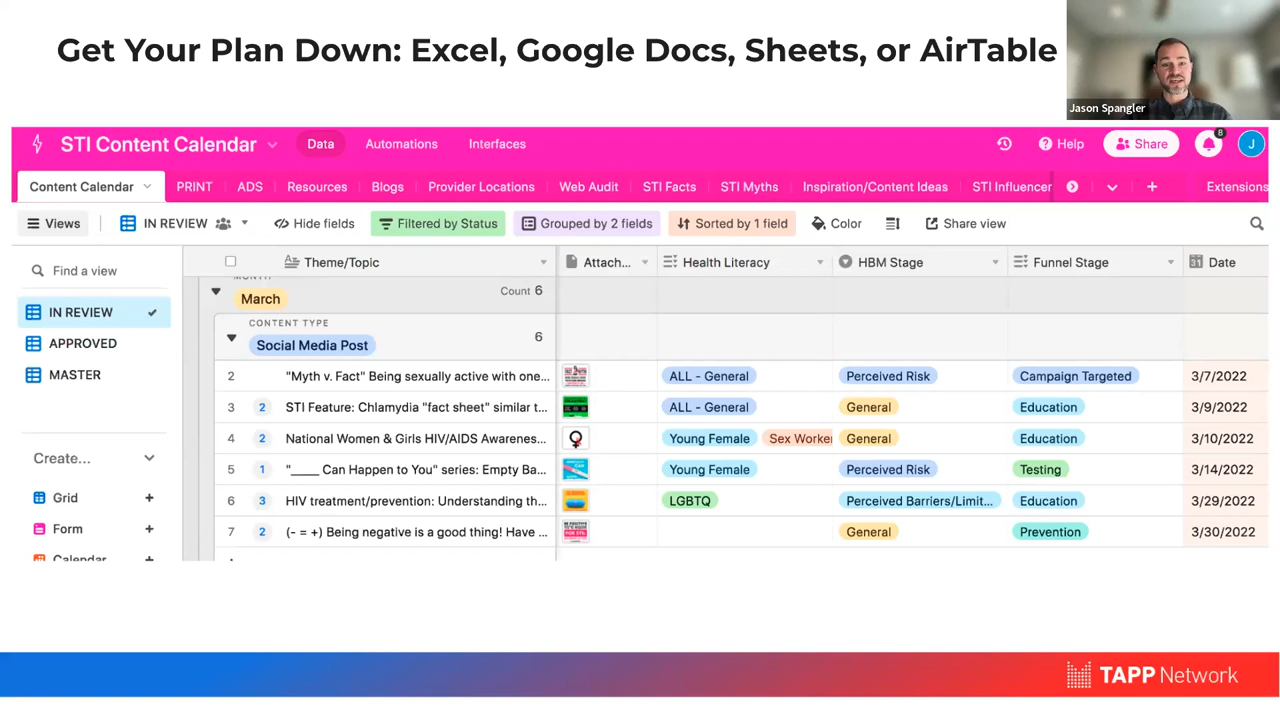 Get Your Plan Down: Excel, Google Docs, Sheets, or AirTable
Jason Spangler
STI Content Calendar
Data
Automations
Interfaces
Help
Share
8
J
Content Calendar
PRINT
ADS
Resources
Blogs
Provider Locations
Web Audit
STI Facts
STI Myths
Inspiration/Content Ideas
STI Influencer
Extensions
Views
IN REVIEW
Hide fields
Filtered by Status
Grouped by 2 fields
Sorted by 1 field
Color
Share view
Find a view
IN REVIEW
APPROVED
MASTER
Create...
Grid
Form
Calendar
Theme/Topic
Attach...
Health Literacy
HBM Stage
Funnel Stage
31
Date
MONTH
March
Count 6
CONTENT TYPE
Social Media Post
6
2 "Myth v. Fact" Being sexually active with one... ALL - General Perceived Risk Campaign Targeted 3/7/2022
3 2 STI Feature: Chlamydia "fact sheet" similar t... ALL - General General Education 3/9/2022
4 2 National Women & Girls HIV/AIDS Awarenes... Young Female Sex Worker General Education 3/10/2022
5 1 "_____ Can Happen to You" series: Empty Ba... Young Female Perceived Risk Testing 3/14/2022
6 3 HIV treatment/prevention: Understanding th... LGBTQ Perceived Barriers/Limit... Education 3/29/2022
7 2 (- = +) Being negative is a good thing! Have ... General Prevention 3/30/2022
TAPP Network